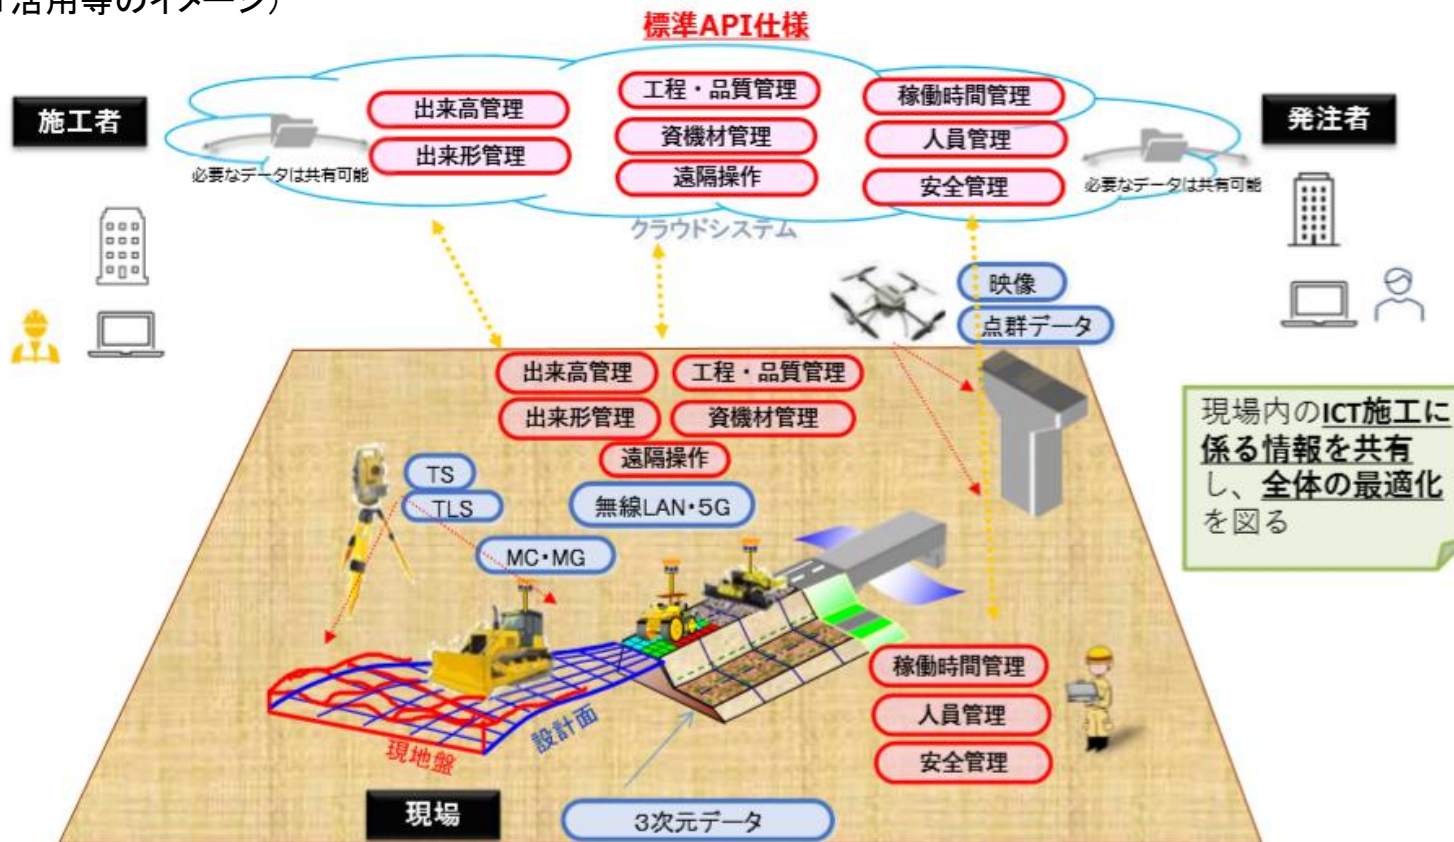 活用等のイメージ）
標準API仕様
施工者
出来高管理
出来形管理
工程・品質管理
資機材管理
遠隔操作
稼働時間管理
人員管理
安全管理
発注者
必要なデータは共有可能
必要なデータは共有可能
クラウドシステム
映像
点群データ
出来高管理
工程・品質管理
出来形管理
資機材管理
遠隔操作
無線LAN・5G
TS
TLS
MC・MG
現場内のICT施工に
係る情報を共有
し、全体の最適化
を図る
稼働時間管理
人員管理
安全管理
設計面
現地盤
現場
3次元データ